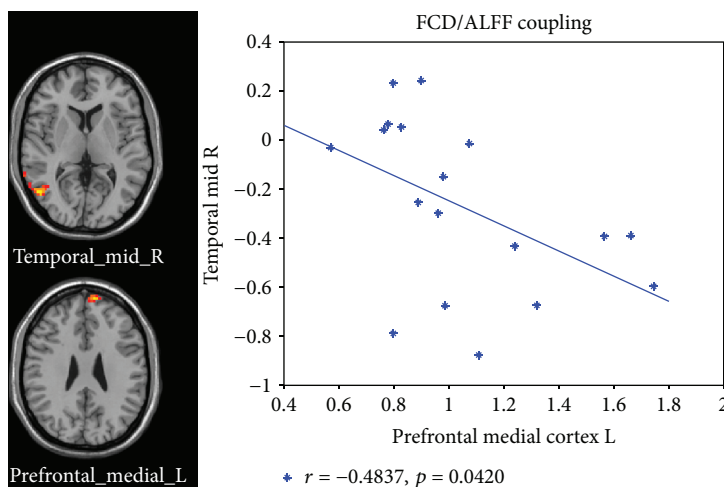 Temporal_mid_R
Prefrontal_medial_L
FCD/ALFF coupling
Temporal mid R
0.4
0.2
0
−0.2
−0.4
−0.6
−0.8
−1
0.4 0.6 0.8 1 1.2 1.4 1.6 1.8 2
Prefrontal medial cortex L
r = −0.4837, p = 0.0420